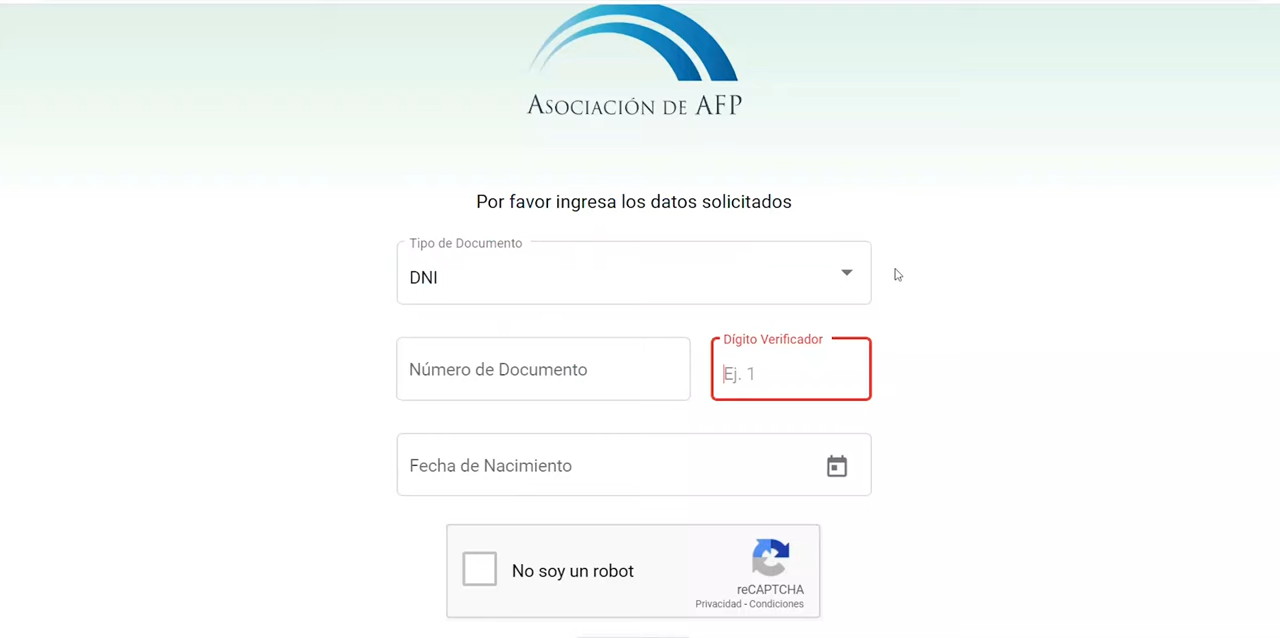 ASOCIACIÓN DE AFP
Por favor ingresa los datos solicitados
Tipo de Documento
DNI
Número de Documento
Dígito Verificador
Ej. 1
Fecha de Nacimiento
No soy un robot
reCAPTCHA
Privacidad - Condiciones